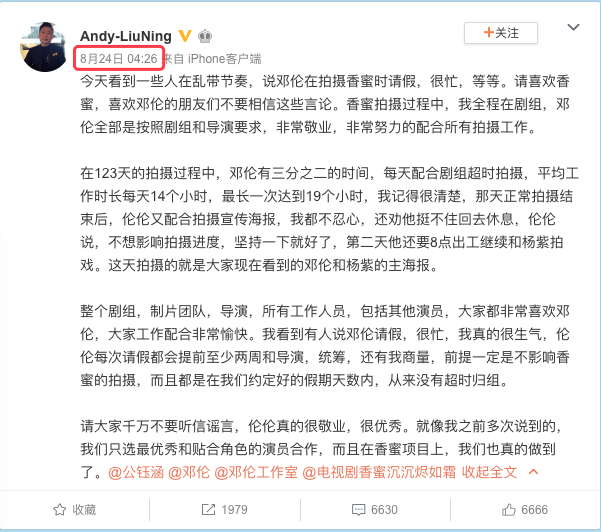 Andy-LiuNing
+关注
8月24日 04:26 来自 iPhone客户端
今天看到一些人在乱带节奏，说邓伦在拍摄香蜜时请假，很忙，等等。请喜欢香
蜜，喜欢邓伦的朋友们不要相信这些言论。香蜜拍摄过程中，我全程在剧组，邓
伦全部是按照剧组和导演要求，非常敬业，非常努力的配合所有拍摄工作。
在123天的拍摄过程中，邓伦有三分之二的时间，每天配合剧组超时拍摄，平均工
作时长每天14个小时，最长一次达到19个小时，我记得很清楚，那天正常拍摄结
束后，伦伦又配合拍摄宣传海报，我都不忍心，还劝他挺不住回去休息，伦伦
说，不想影响拍摄进度，坚持一下就好了，第二天他还要8点出工继续和杨紫拍
戏。这天拍摄的就是大家现在看到的邓伦和杨紫的主海报。
整个剧组，制片团队，导演，所有工作人员，包括其他演员，大家都非常喜欢邓
伦，大家工作配合非常愉快。我看到有人说邓伦请假，很忙，我真的很生气，伦
伦每次请假都会提前至少两周和导演，统筹，还有我商量，前提一定是不影响香
蜜的拍摄，而且都是在我们约定好的假期天数内，从来没有超时归组。
请大家千万不要听信谣言，伦伦真的很敬业，很优秀。就像我之前多次说到的，
我们只选最优秀和贴合角色的演员合作，而且在香蜜项目上，我们也真的做到
了。@公钰涵 @邓伦 @邓伦工作室 @电视剧香蜜沉沉烬如霜 收起全文
收藏 1979 6630 6666